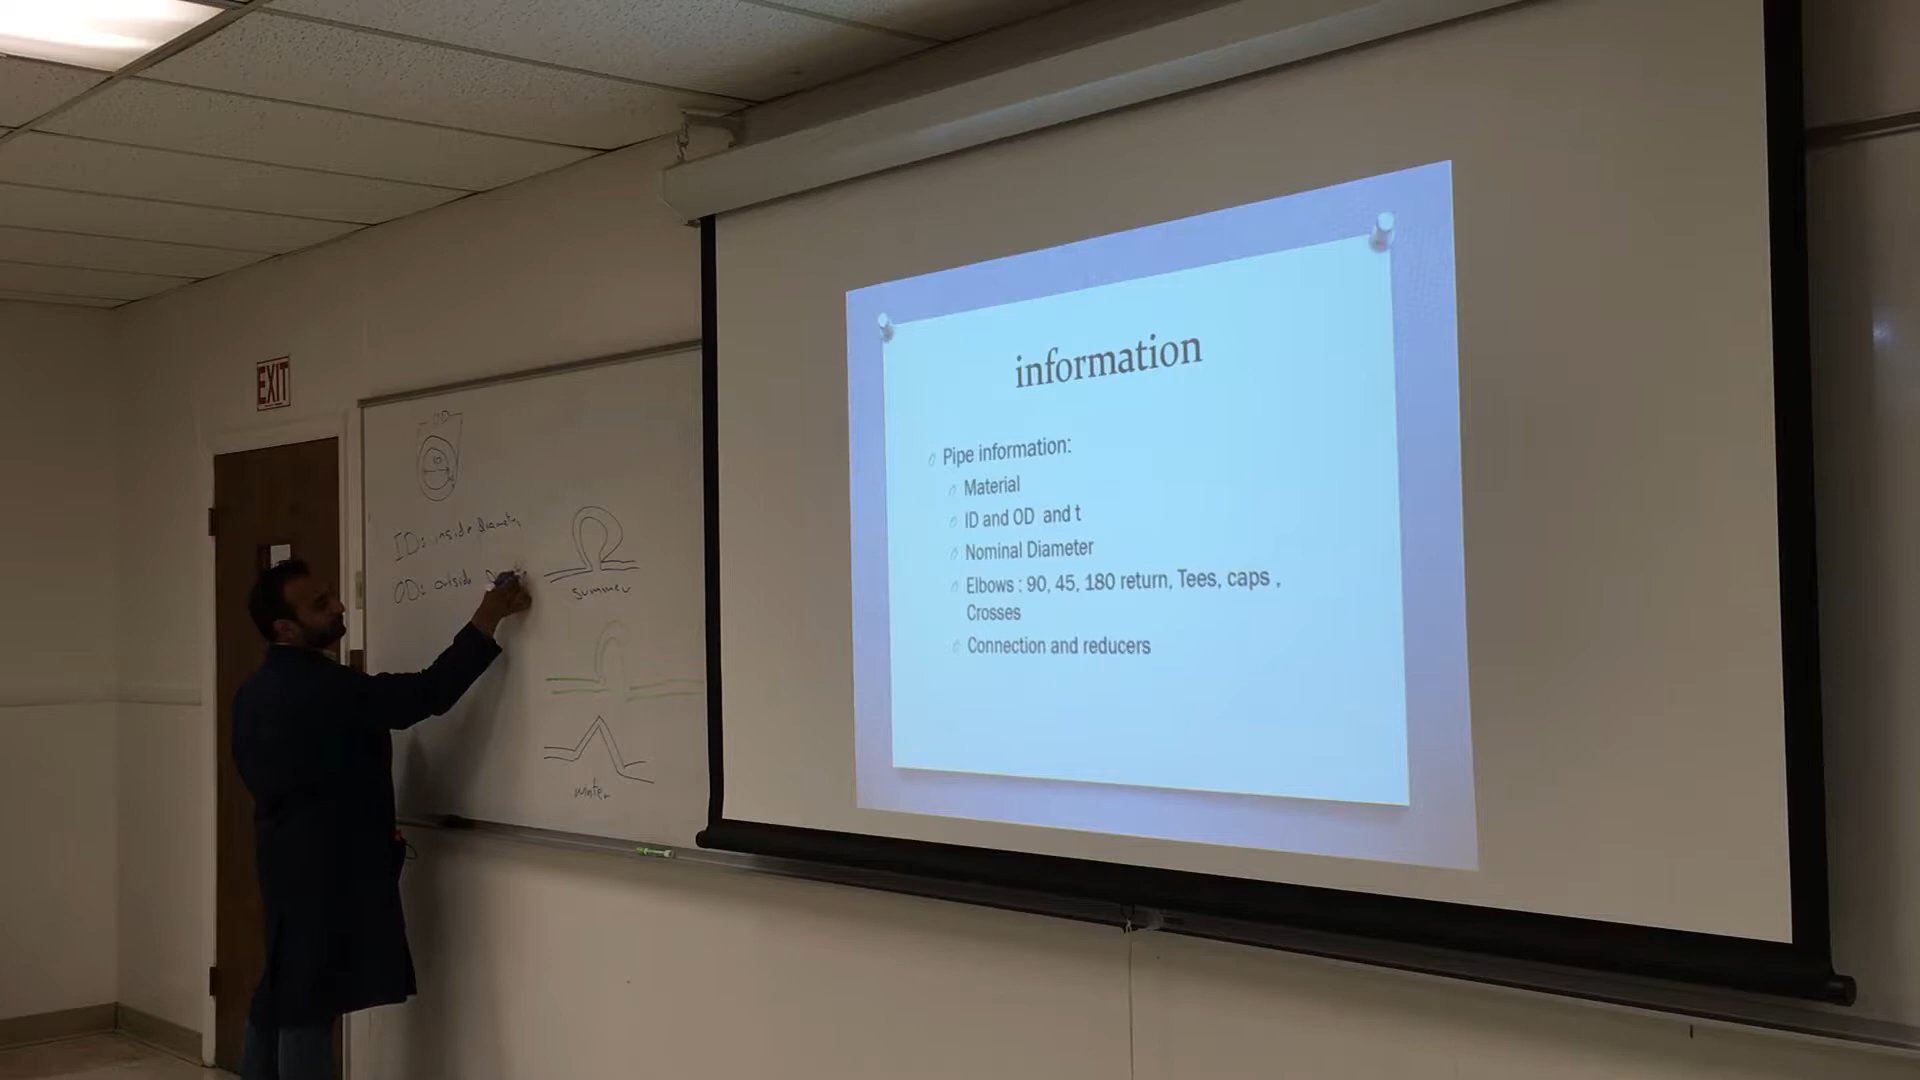 EXIT
OD
ID
ID: inside Diameter
OD: outside
summer
winter
information
Pipe information:
Material
ID and OD and t
Nominal Diameter
Elbows : 90, 45, 180 return, Tees, caps ,
Crosses
Connection and reducers